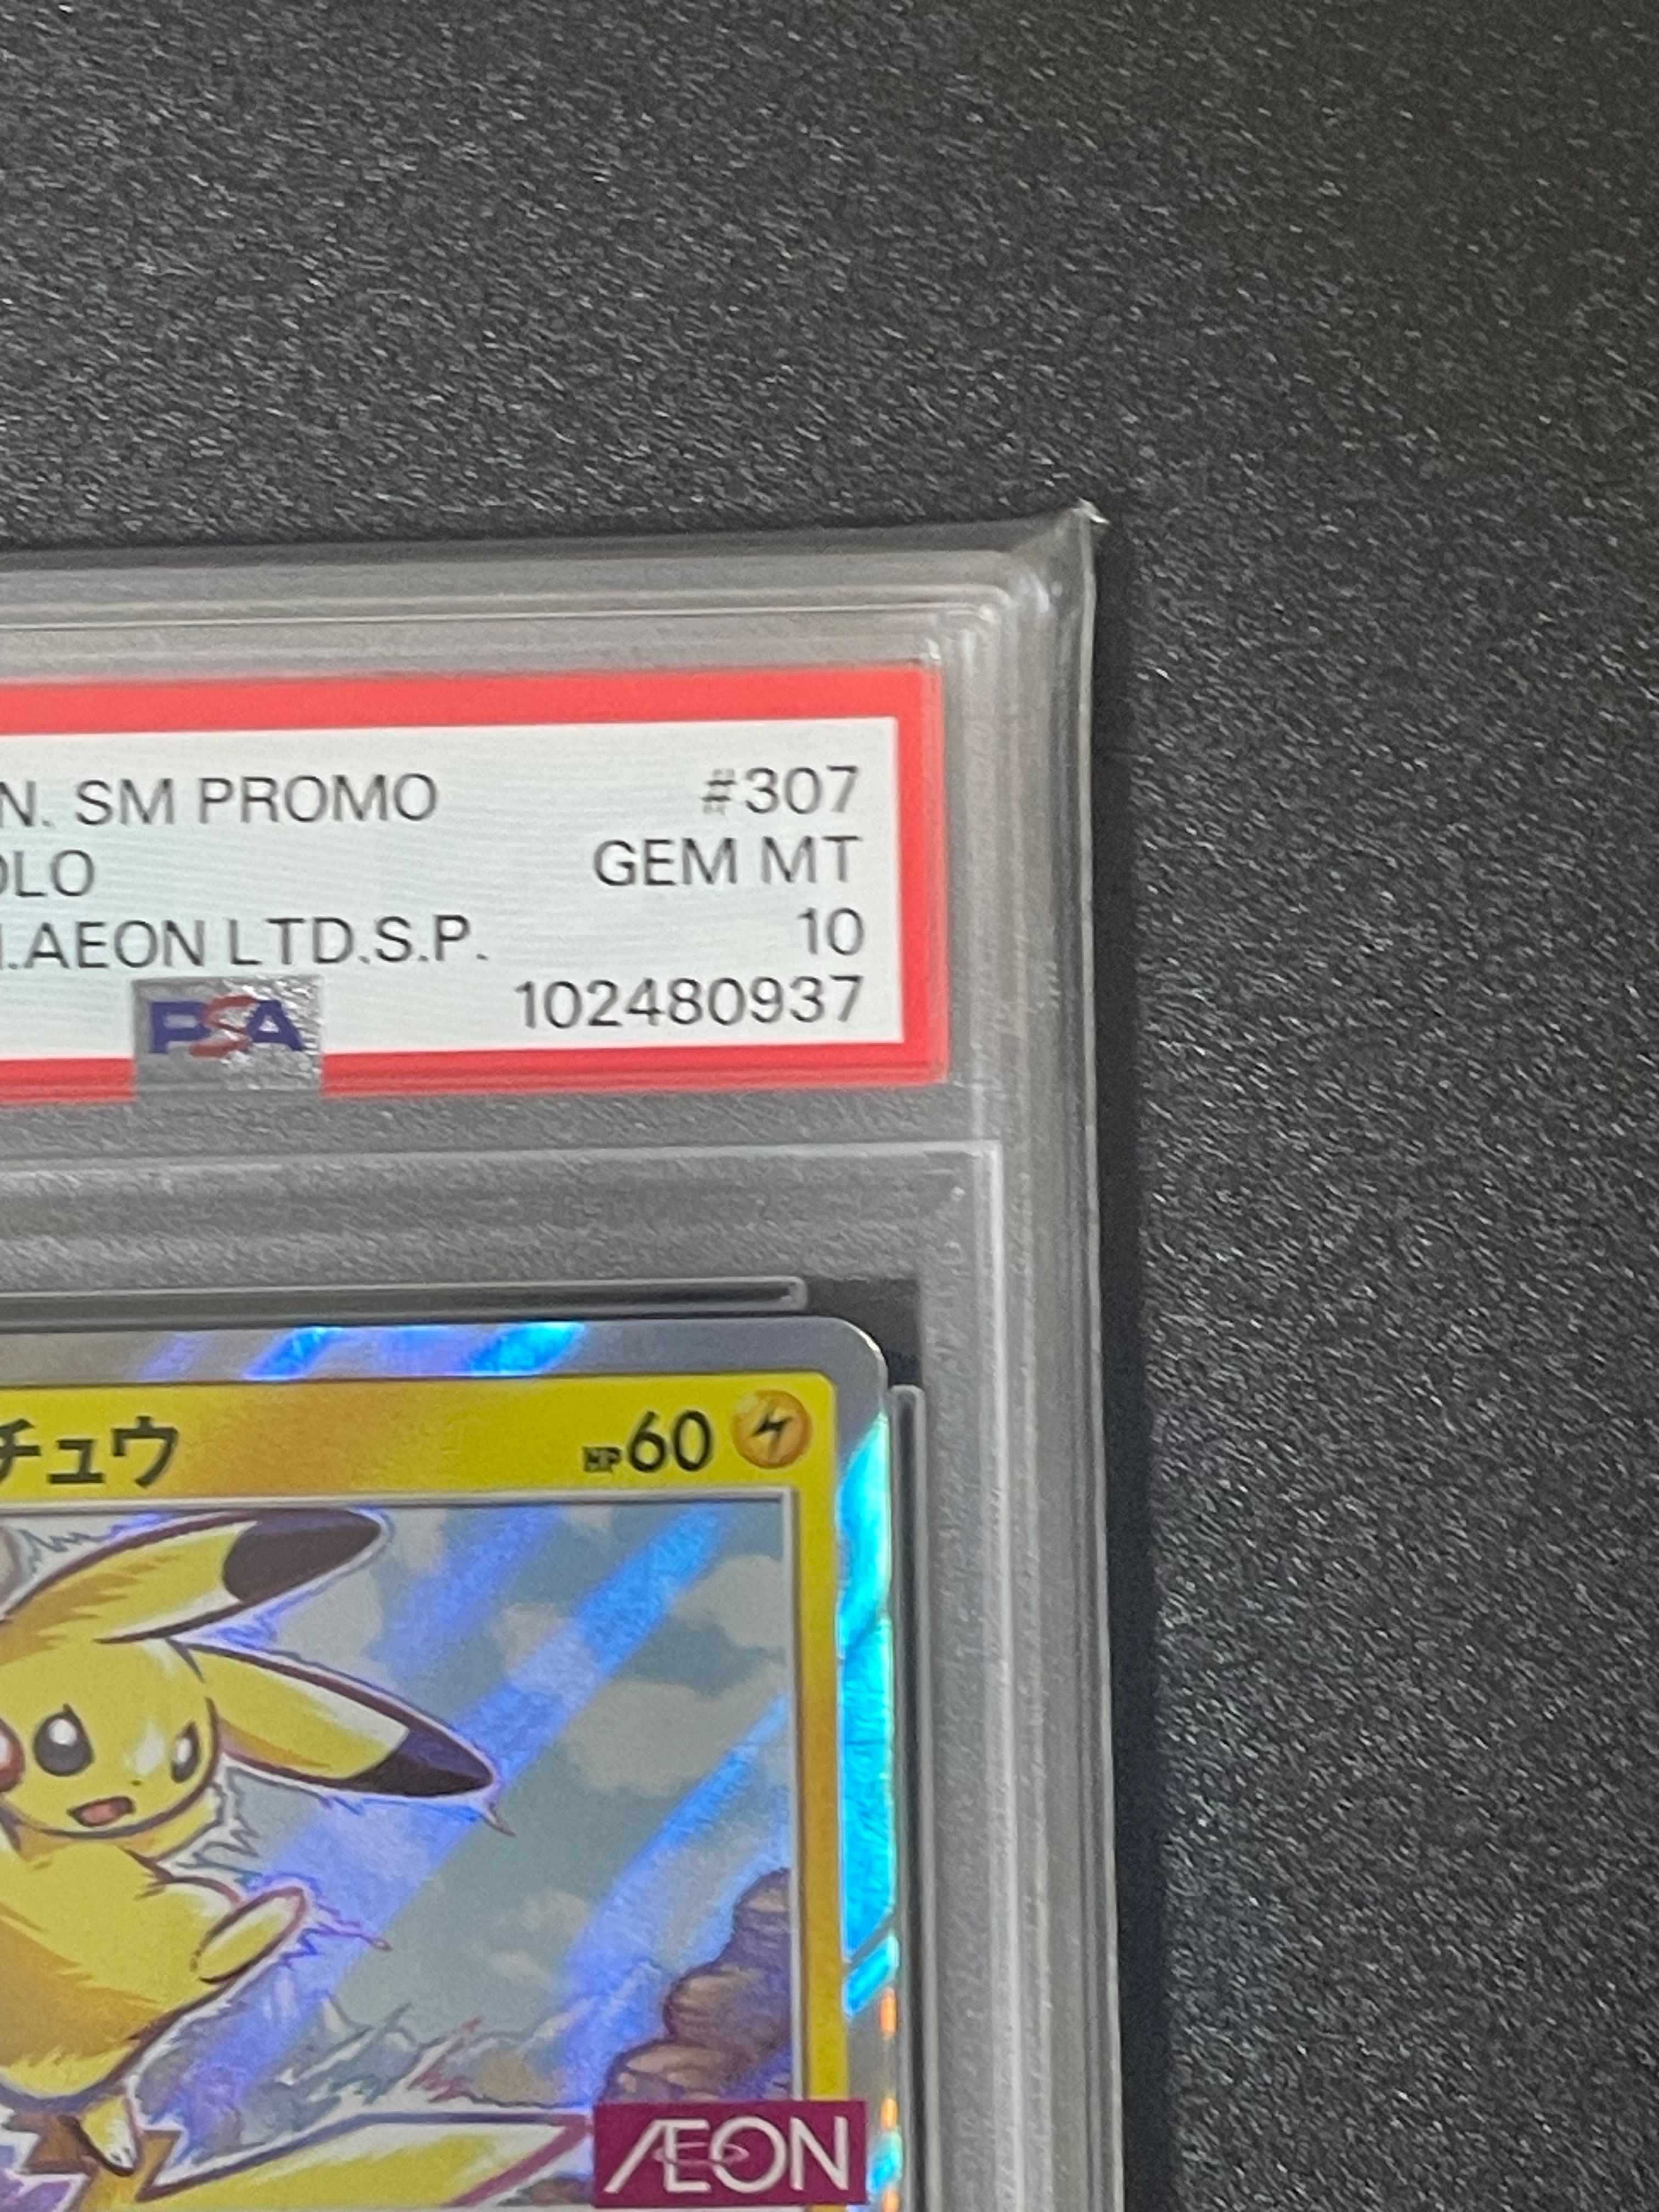 N. SM PROMO #307
OLO GEM MT
.AEON LTD.S.P. 10
PSA 102480937
チュウ HP60
ÆON